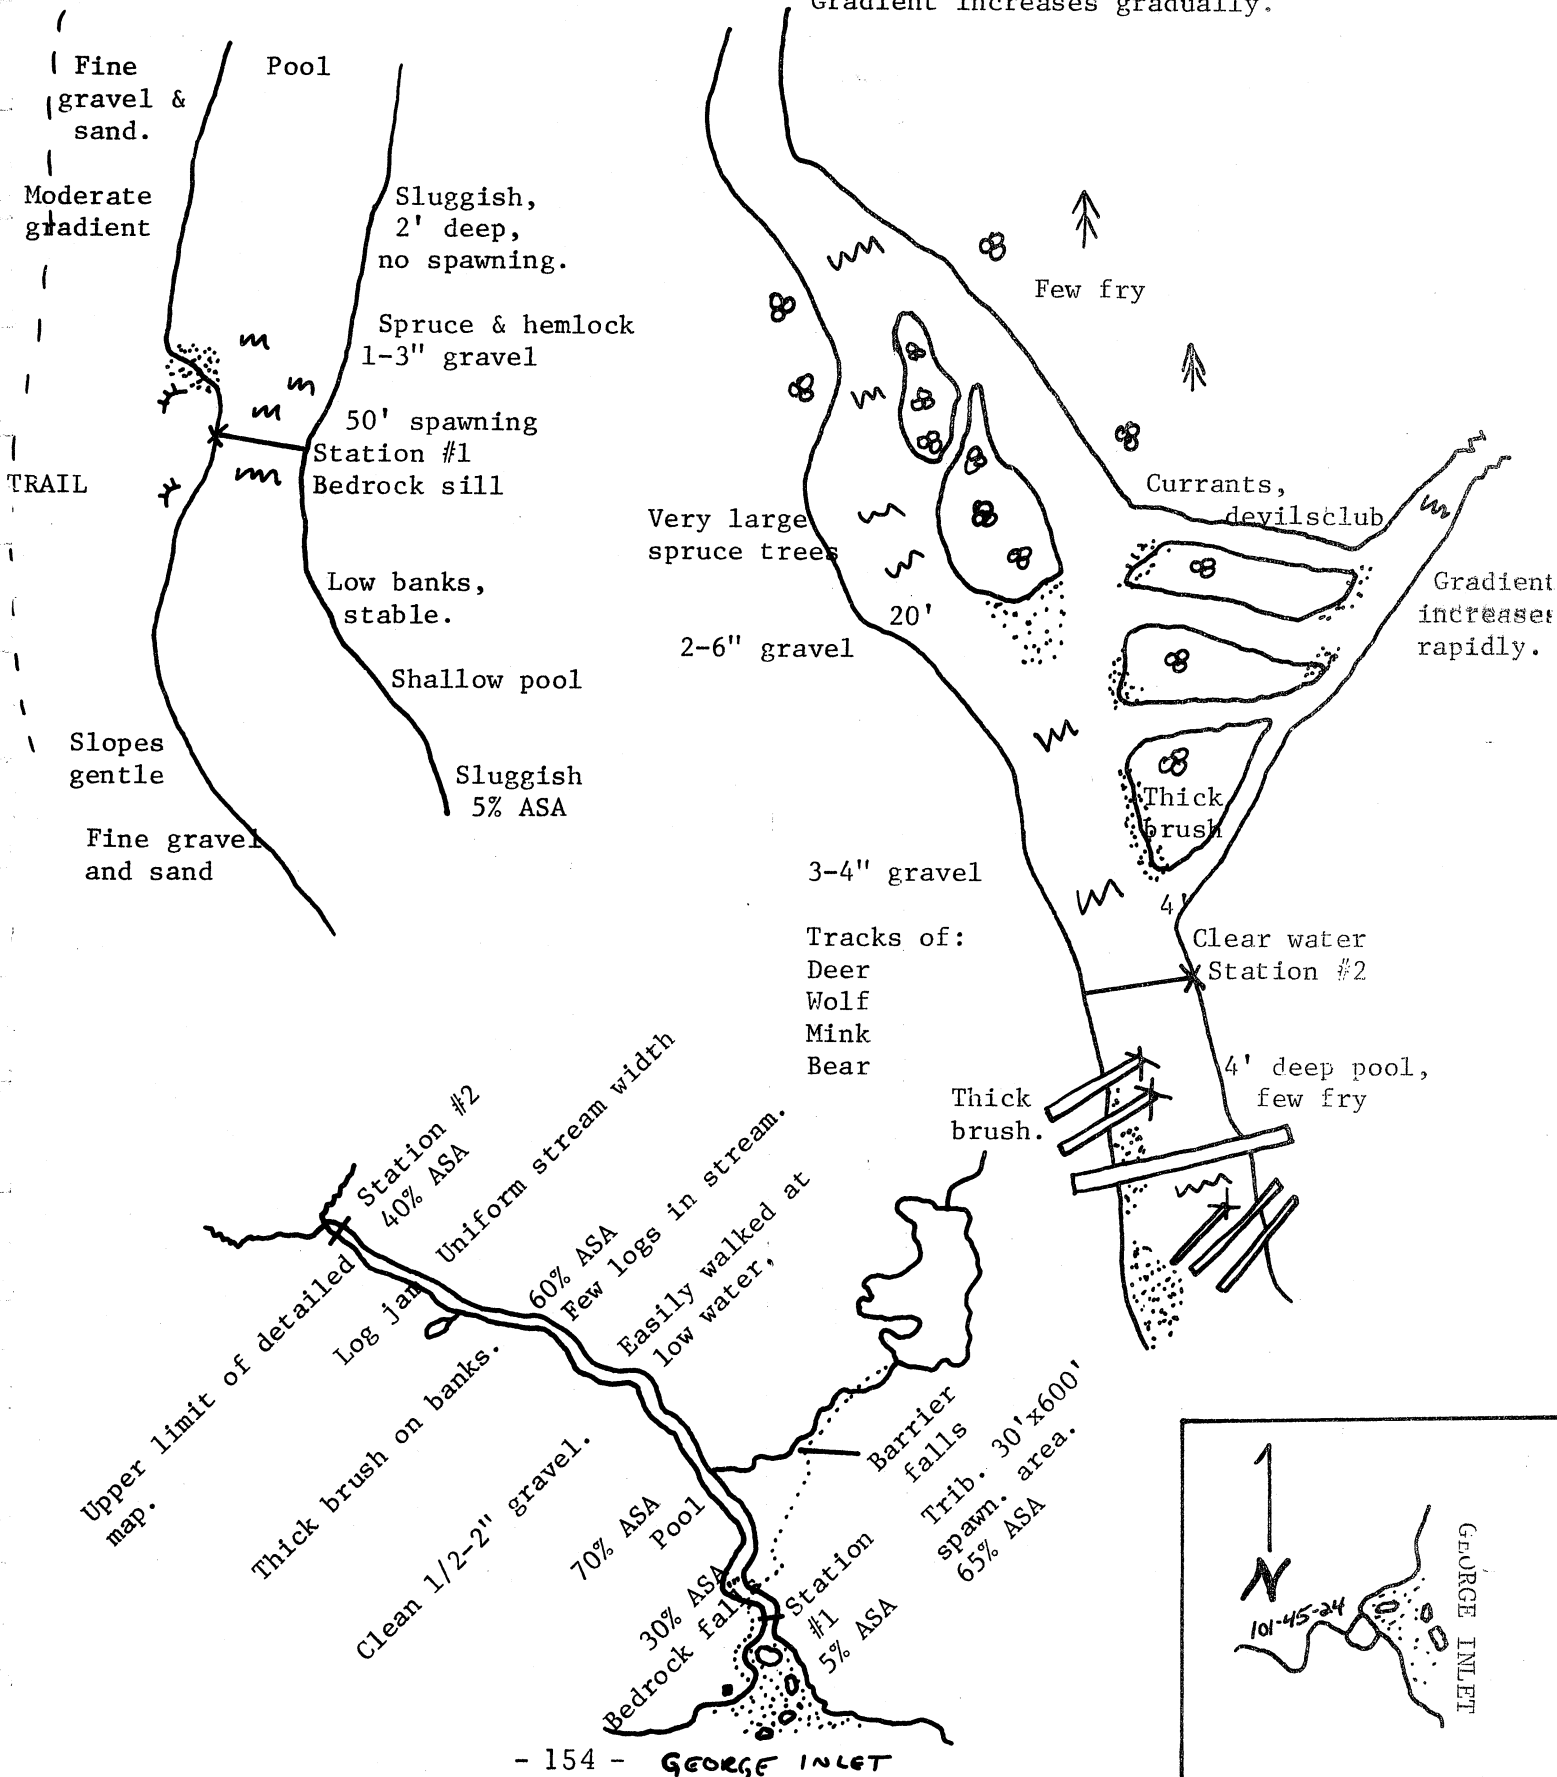 Gradient increases gradually.
Fine
gravel &
sand.
Pool
Moderate
gradient
Sluggish,
2' deep,
no spawning.
Spruce & hemlock
1-3" gravel
50' spawning
Station #1
Bedrock sill
TRAIL
Low banks,
stable.
Shallow pool
Slopes
gentle
Sluggish
5% ASA
Fine gravel
and sand
Few fry
Currants,
devilsclub
Very large
spruce trees
20'
2-6" gravel
Gradient
increases
rapidly.
Thick
brush
3-4" gravel
4'
Clear water
Station #2
Tracks of:
Deer
Wolf
Mink
Bear
4' deep pool,
few fry
Thick
brush.
Station #2
40% ASA
Uniform stream width
60% ASA
Few logs in stream.
Easily walked at
low water,
Upper limit of detailed
map.
Log jam
Thick brush on banks.
Clean 1/2-2" gravel.
70% ASA
Pool
Barrier
falls
Trib. 30'x600'
spawn. area.
65% ASA
30% ASA
Bedrock falls
Station
#1
5% ASA
N
101-45-24
GEORGE INLET
- 154 - GEORGE INLET